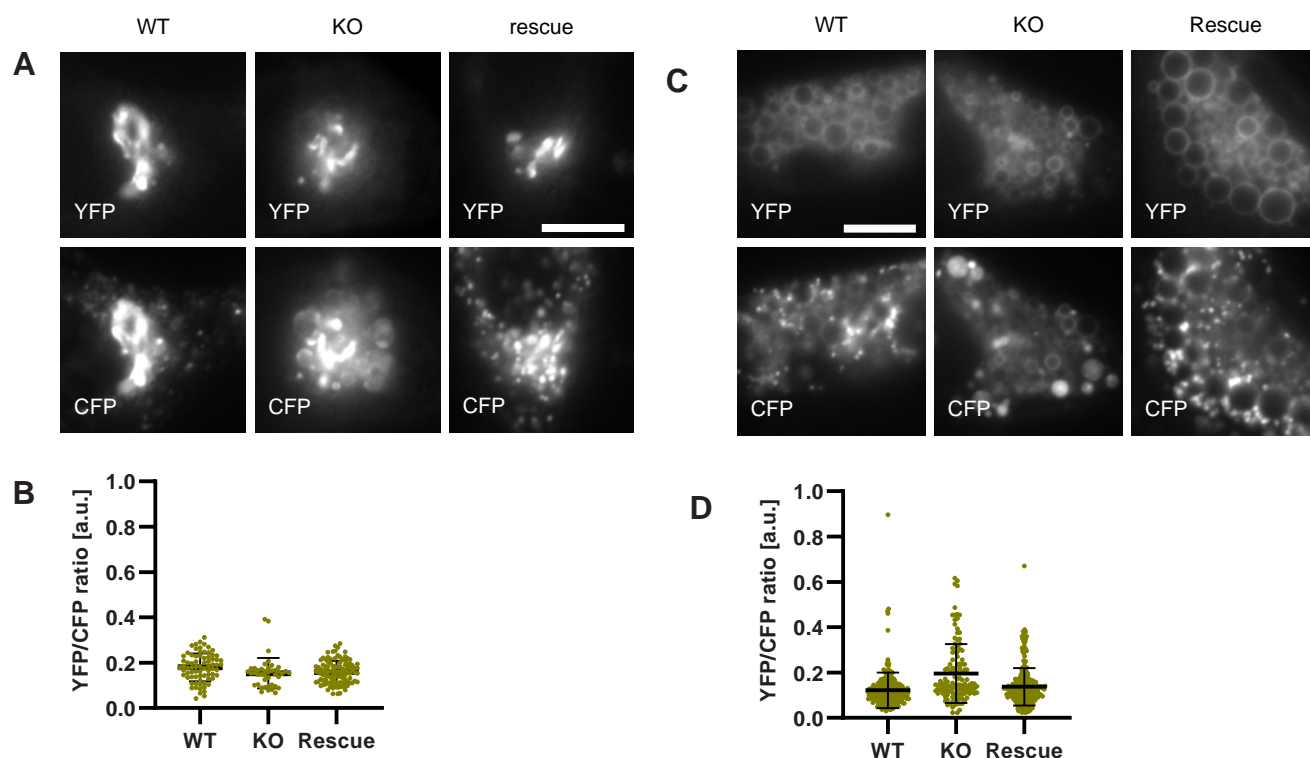 WT KO rescue
A
YFP YFP YFP
CFP CFP CFP
B
YFP/CFP ratio [a.u.]
1.0
0.8
0.6
0.4
0.2
0.0
WT KO Rescue
WT KO Rescue
C
YFP YFP YFP
CFP CFP CFP
D
YFP/CFP ratio [a.u.]
1.0
0.8
0.6
0.4
0.2
0.0
WT KO Rescue